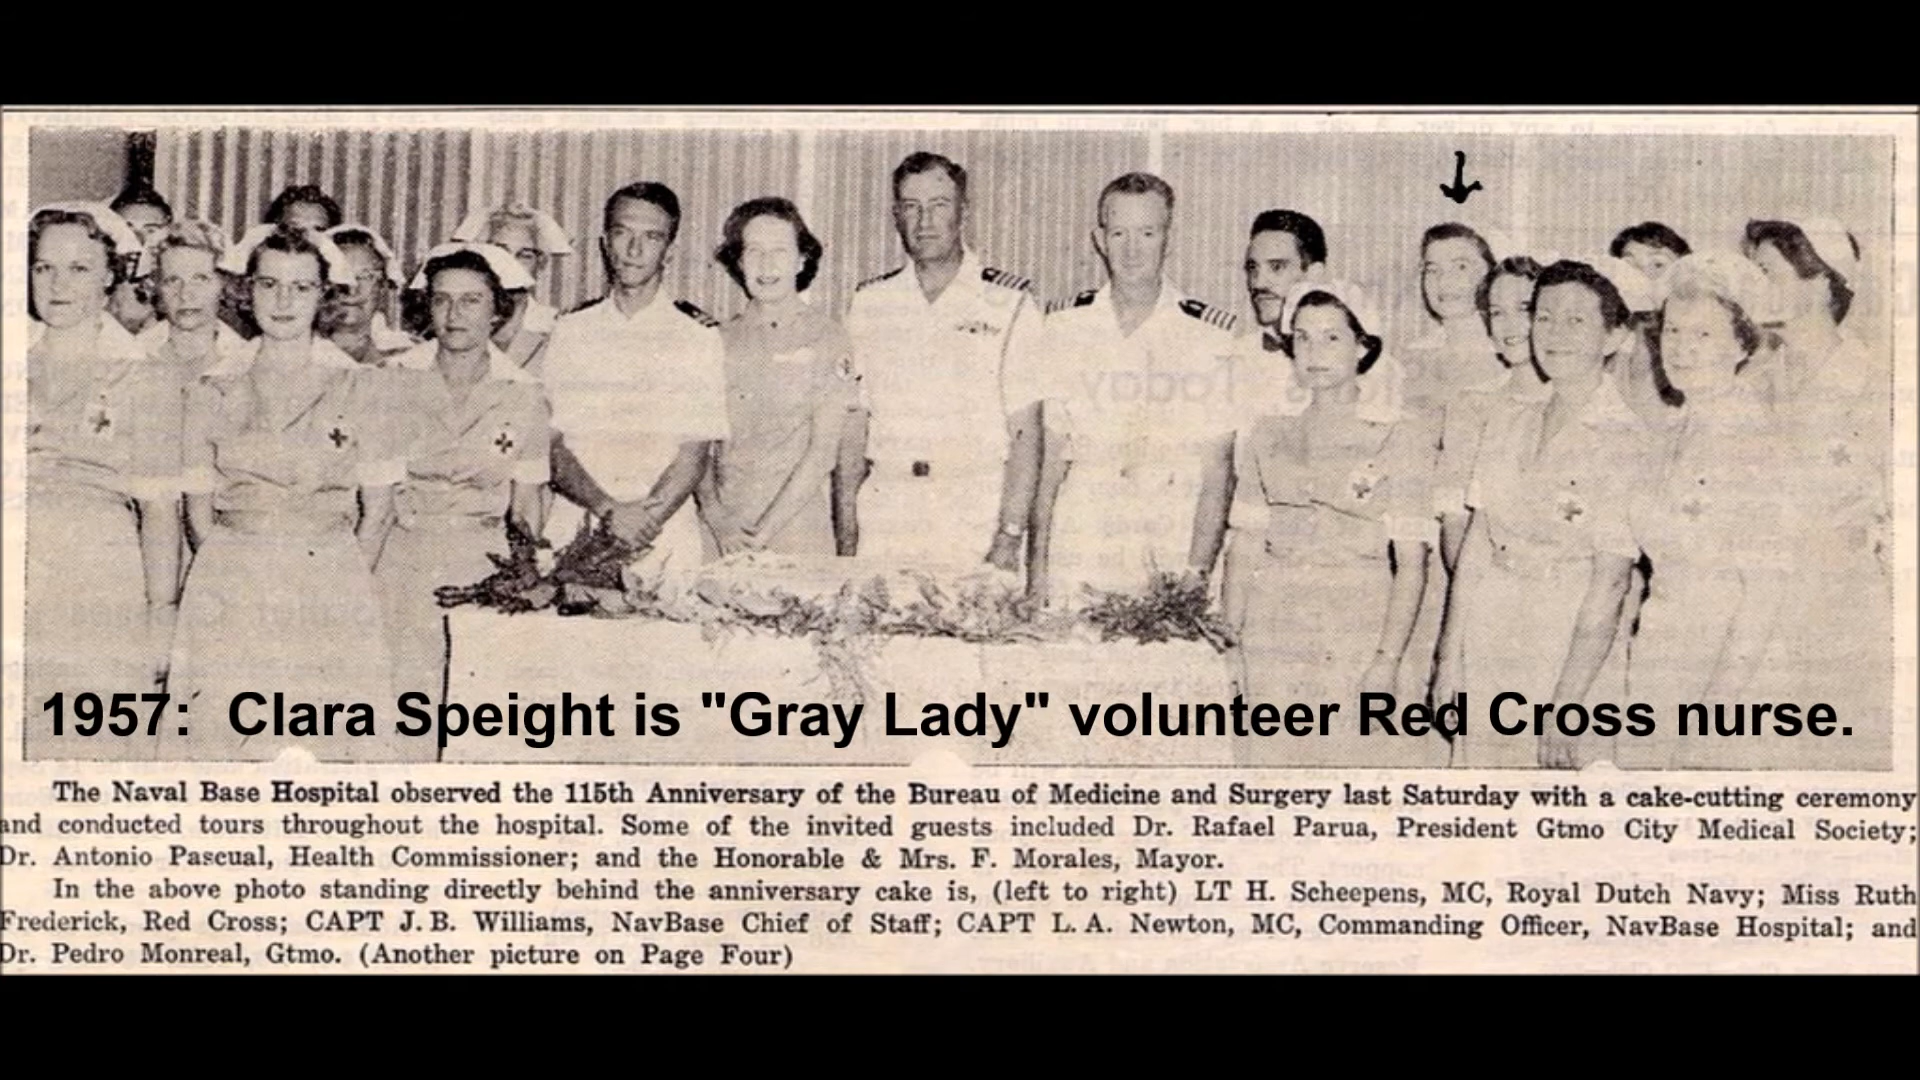 1957:  Clara Speight is "Gray Lady" volunteer Red Cross nurse.
The Naval Base Hospital observed the 115th Anniversary of the Bureau of Medicine and Surgery last Saturday with a cake-cutting ceremony
and conducted tours throughout the hospital. Some of the invited guests included Dr. Rafael Parua, President Gtmo City Medical Society;
Dr. Antonio Pascual, Health Commissioner; and the Honorable & Mrs. F. Morales, Mayor.
In the above photo standing directly behind the anniversary cake is, (left to right) LT H. Scheepens, MC, Royal Dutch Navy; Miss Ruth
Frederick, Red Cross; CAPT J. B. Williams, NavBase Chief of Staff; CAPT L. A. Newton, MC, Commanding Officer, NavBase Hospital; and
Dr. Pedro Monreal, Gtmo. (Another picture on Page Four)